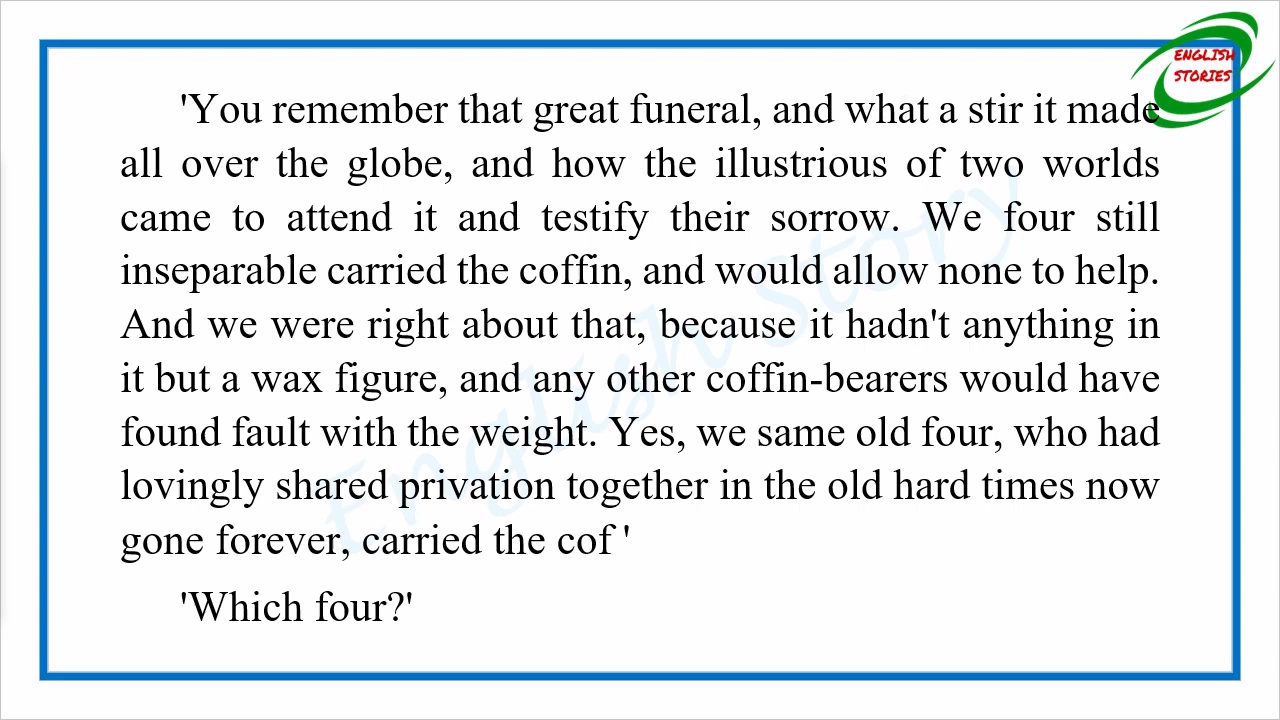 ENGLISH
STORIES
'You remember that great funeral, and what a stir it made
all over the globe, and how the illustrious of two worlds
came to attend it and testify their sorrow. We four still
inseparable carried the coffin, and would allow none to help.
And we were right about that, because it hadn't anything in
it but a wax figure, and any other coffin-bearers would have
found fault with the weight. Yes, we same old four, who had
lovingly shared privation together in the old hard times now
gone forever, carried the cof '
'Which four?'
English Story